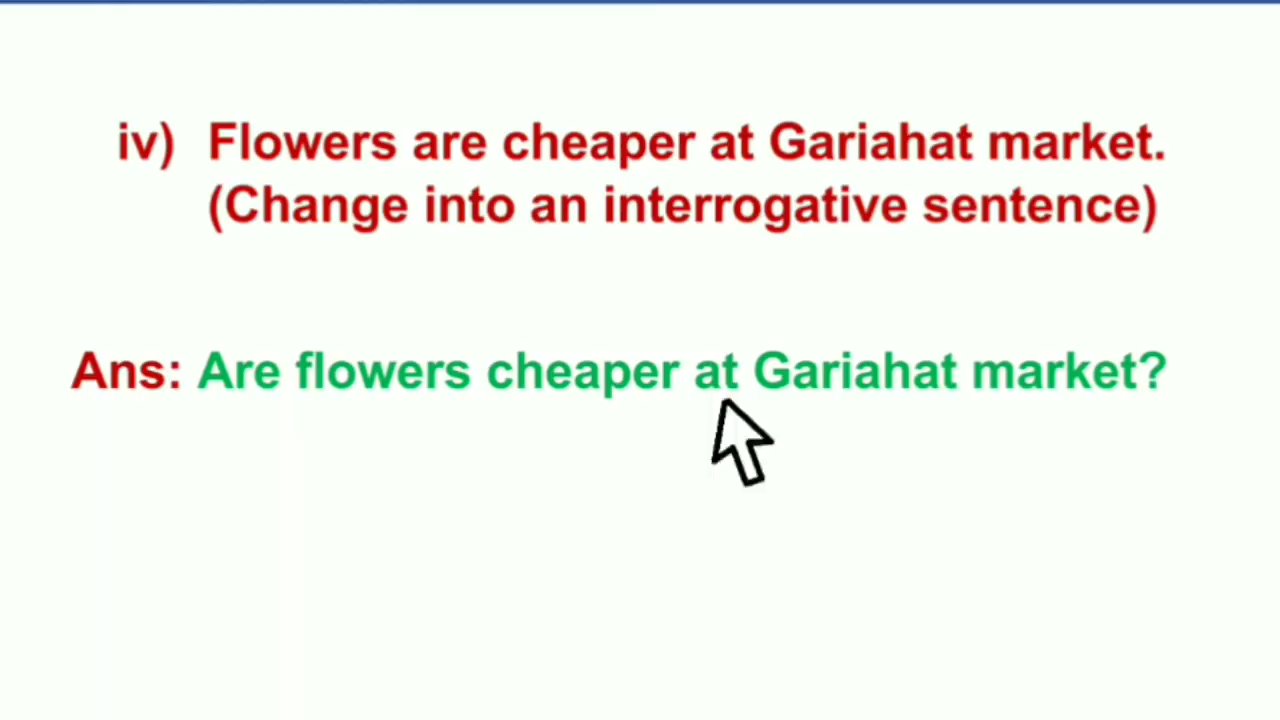 iv) Flowers are cheaper at Gariahat market.
(Change into an interrogative sentence)
Ans: Are flowers cheaper at Gariahat market?